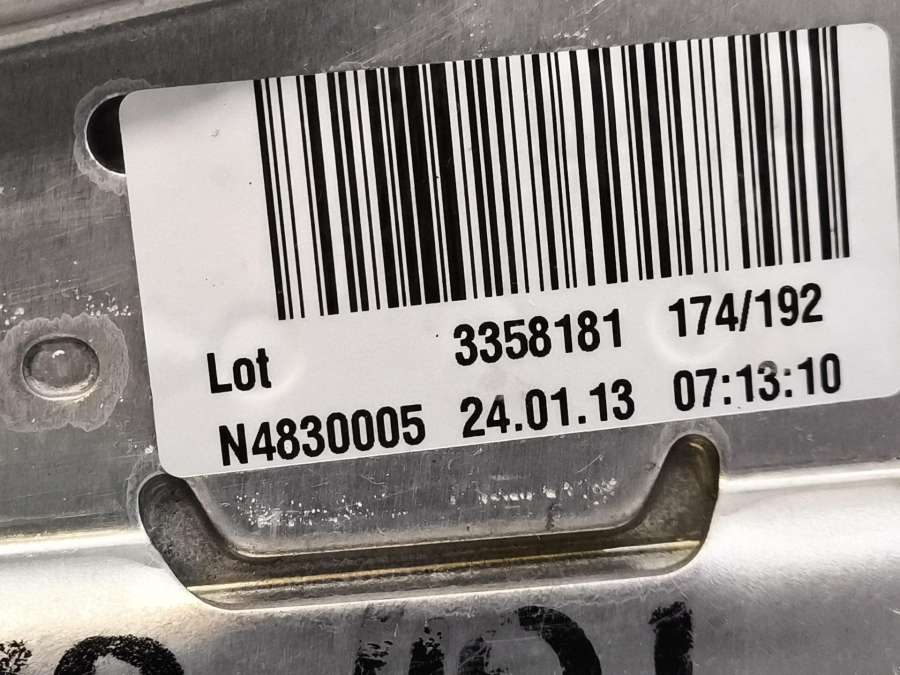 Lot 3358181 174/192
N4830005 24.01.13 07:13:10